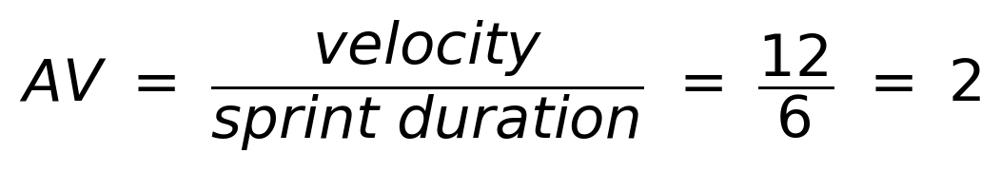 AV = velocity / sprint duration = 12 / 6 = 2